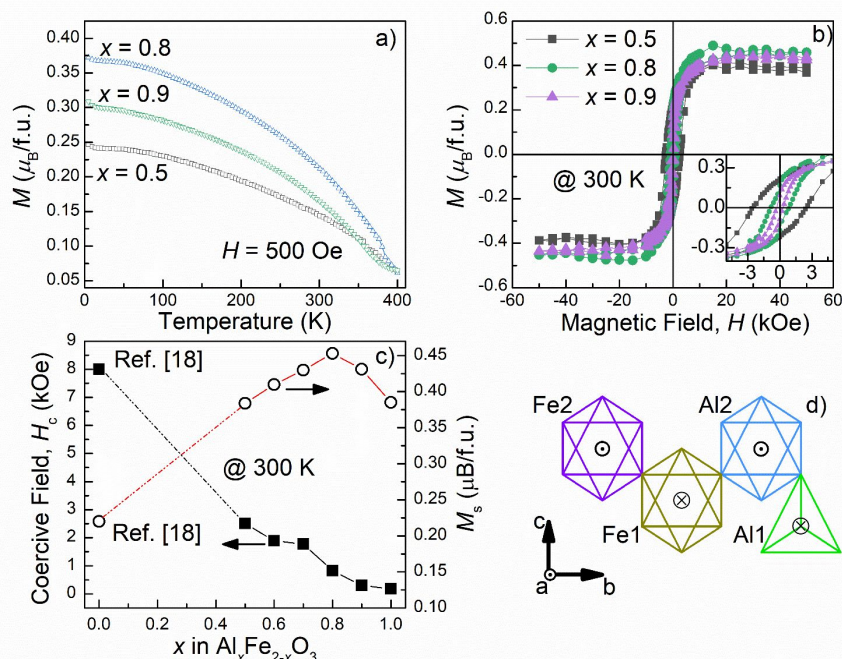 a)
x = 0.8
x = 0.9
x = 0.5
H = 500 Oe
0.40
0.35
0.30
0.25
0.20
0.15
0.10
0.05
M (μB/f.u.)
0 100 200 300 400
Temperature (K)
b)
x = 0.5
x = 0.8
x = 0.9
@ 300 K
0.6
0.4
0.2
0.0
-0.2
-0.4
-0.6
M (μB/f.u.)
0.3
0.0
-0.3
-3 0 3
-60 -40 -20 0 20 40 60
Magnetic Field, H (kOe)
c)
Ref. [18]
@ 300 K
Ref. [18]
9
8
7
6
5
4
3
2
1
0
Coercive Field, Hc (kOe)
0.45
0.40
0.35
0.30
0.25
0.20
0.15
0.10
Ms (μB/f.u.)
0.0 0.2 0.4 0.6 0.8 1.0
x in AlxFe2-xO3
d)
Fe2
Al2
Fe1
Al1
c
a
b